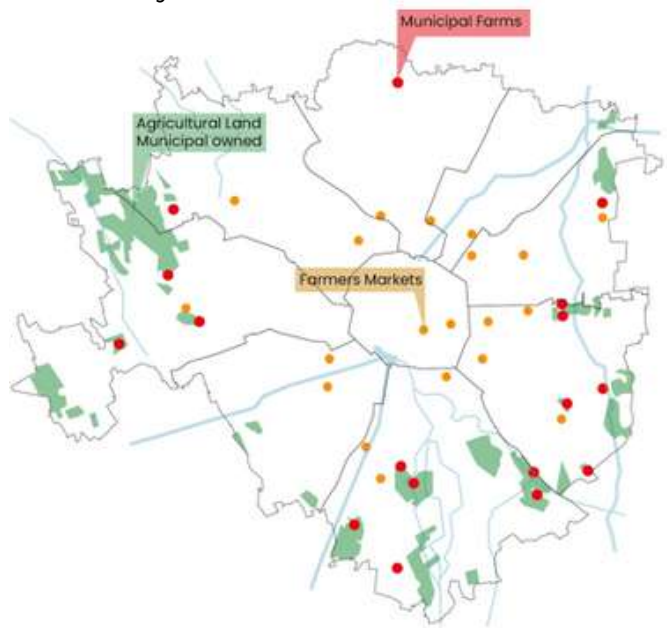 Municipal Farms
Agricultural Land
Municipal owned
Farmers Markets